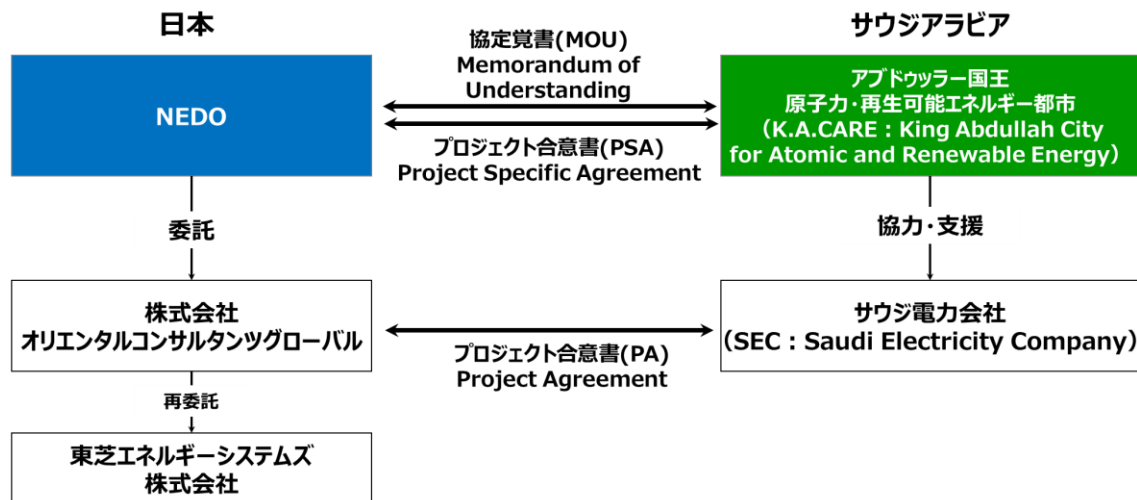 日本
サウジアラビア
協定覚書(MOU)
Memorandum of
Understanding
NEDO
アブドゥッラー国王
原子力・再生可能エネルギー都市
（K.A.CARE：King Abdullah City
for Atomic and Renewable Energy）
プロジェクト合意書(PSA)
Project Specific Agreement
委託
協力・支援
株式会社
オリエンタルコンサルタンツグローバル
サウジ電力会社
（SEC：Saudi Electricity Company）
プロジェクト合意書(PA)
Project Agreement
再委託
東芝エネルギーシステムズ
株式会社